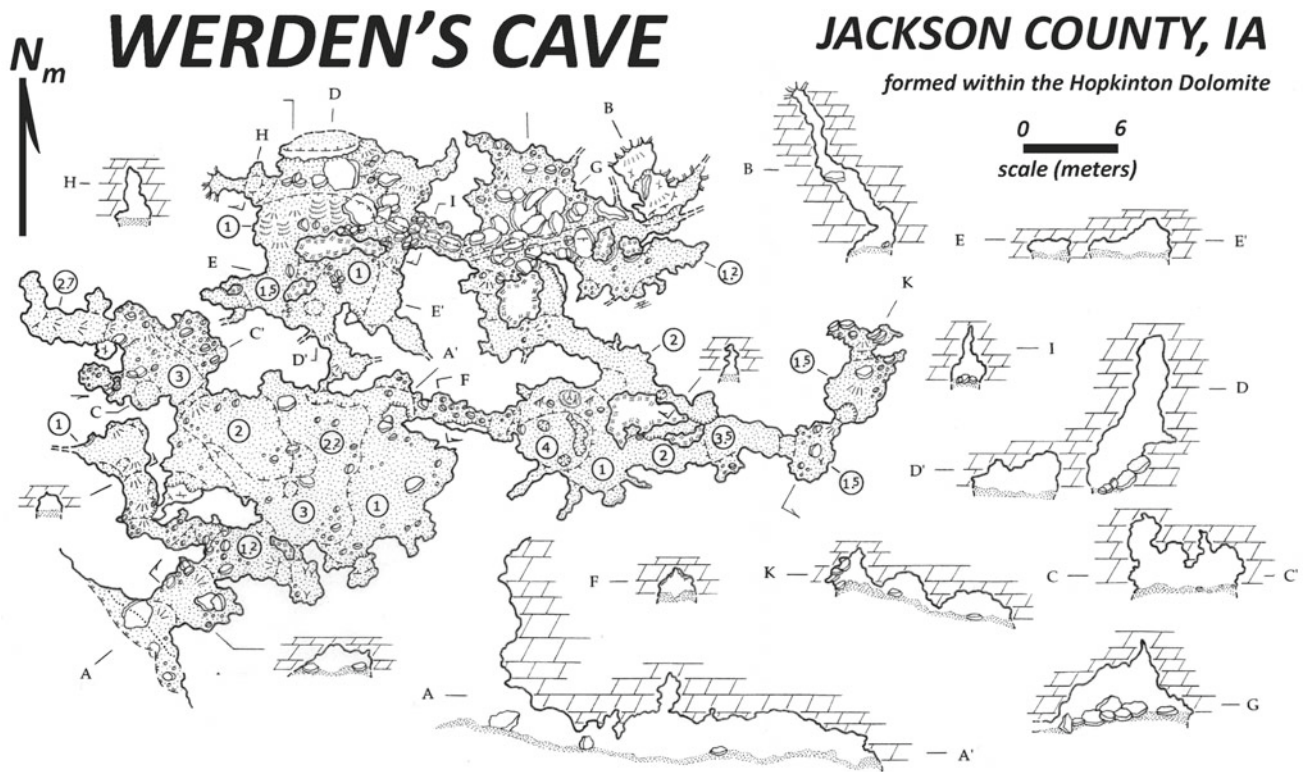 WERDEN'S CAVE
JACKSON COUNTY, IA
formed within the Hopkinton Dolomite
Nm
0 6
scale (meters)
D
B
H
H
G
B
I
1
E
1.5
1
1.2
E
E'
2.7
K
E'
C'
D'
A'
F
2
I
3
C
1.5
D
1
2
2.2
4
1
2
3.5
D'
1.5
3
1
1.2
F
K
C
C'
A
A
G
A'